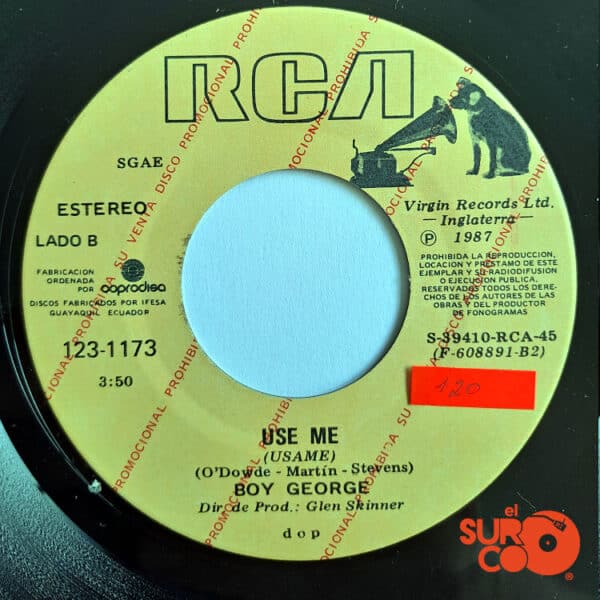 RCA
SGAE
ESTEREO
LADO B
FABRICACION
ORDENADA
POR coprodisa
DISCOS FABRICADOS POR IFESA
GUAYAQUIL ECUADOR
123-1173
3:50
Virgin Records Ltd.
— Inglaterra —
Ⓟ 1987
PROHIBIDA LA REPRODUCCION,
LOCACION Y PRESTAMO DE ESTE
EJEMPLAR Y SU RADIODIFUSION
O EJECUCION PUBLICA.
RESERVADOS TODOS LOS DERE-
CHOS DE LOS AUTORES DE LAS
OBRAS Y DEL PRODUCTOR
DE FONOGRAMAS
S-39410-RCA-45
(F-608891-B2)
120
USE ME
(USAME)
(O'Dowde - Martín - Stevens)
BOY GEORGE
Dir. de Prod.: Glen Skinner
dop
DISCO PROMOCIONAL PROHIBIDA SU VENTA
el
SURCO
®